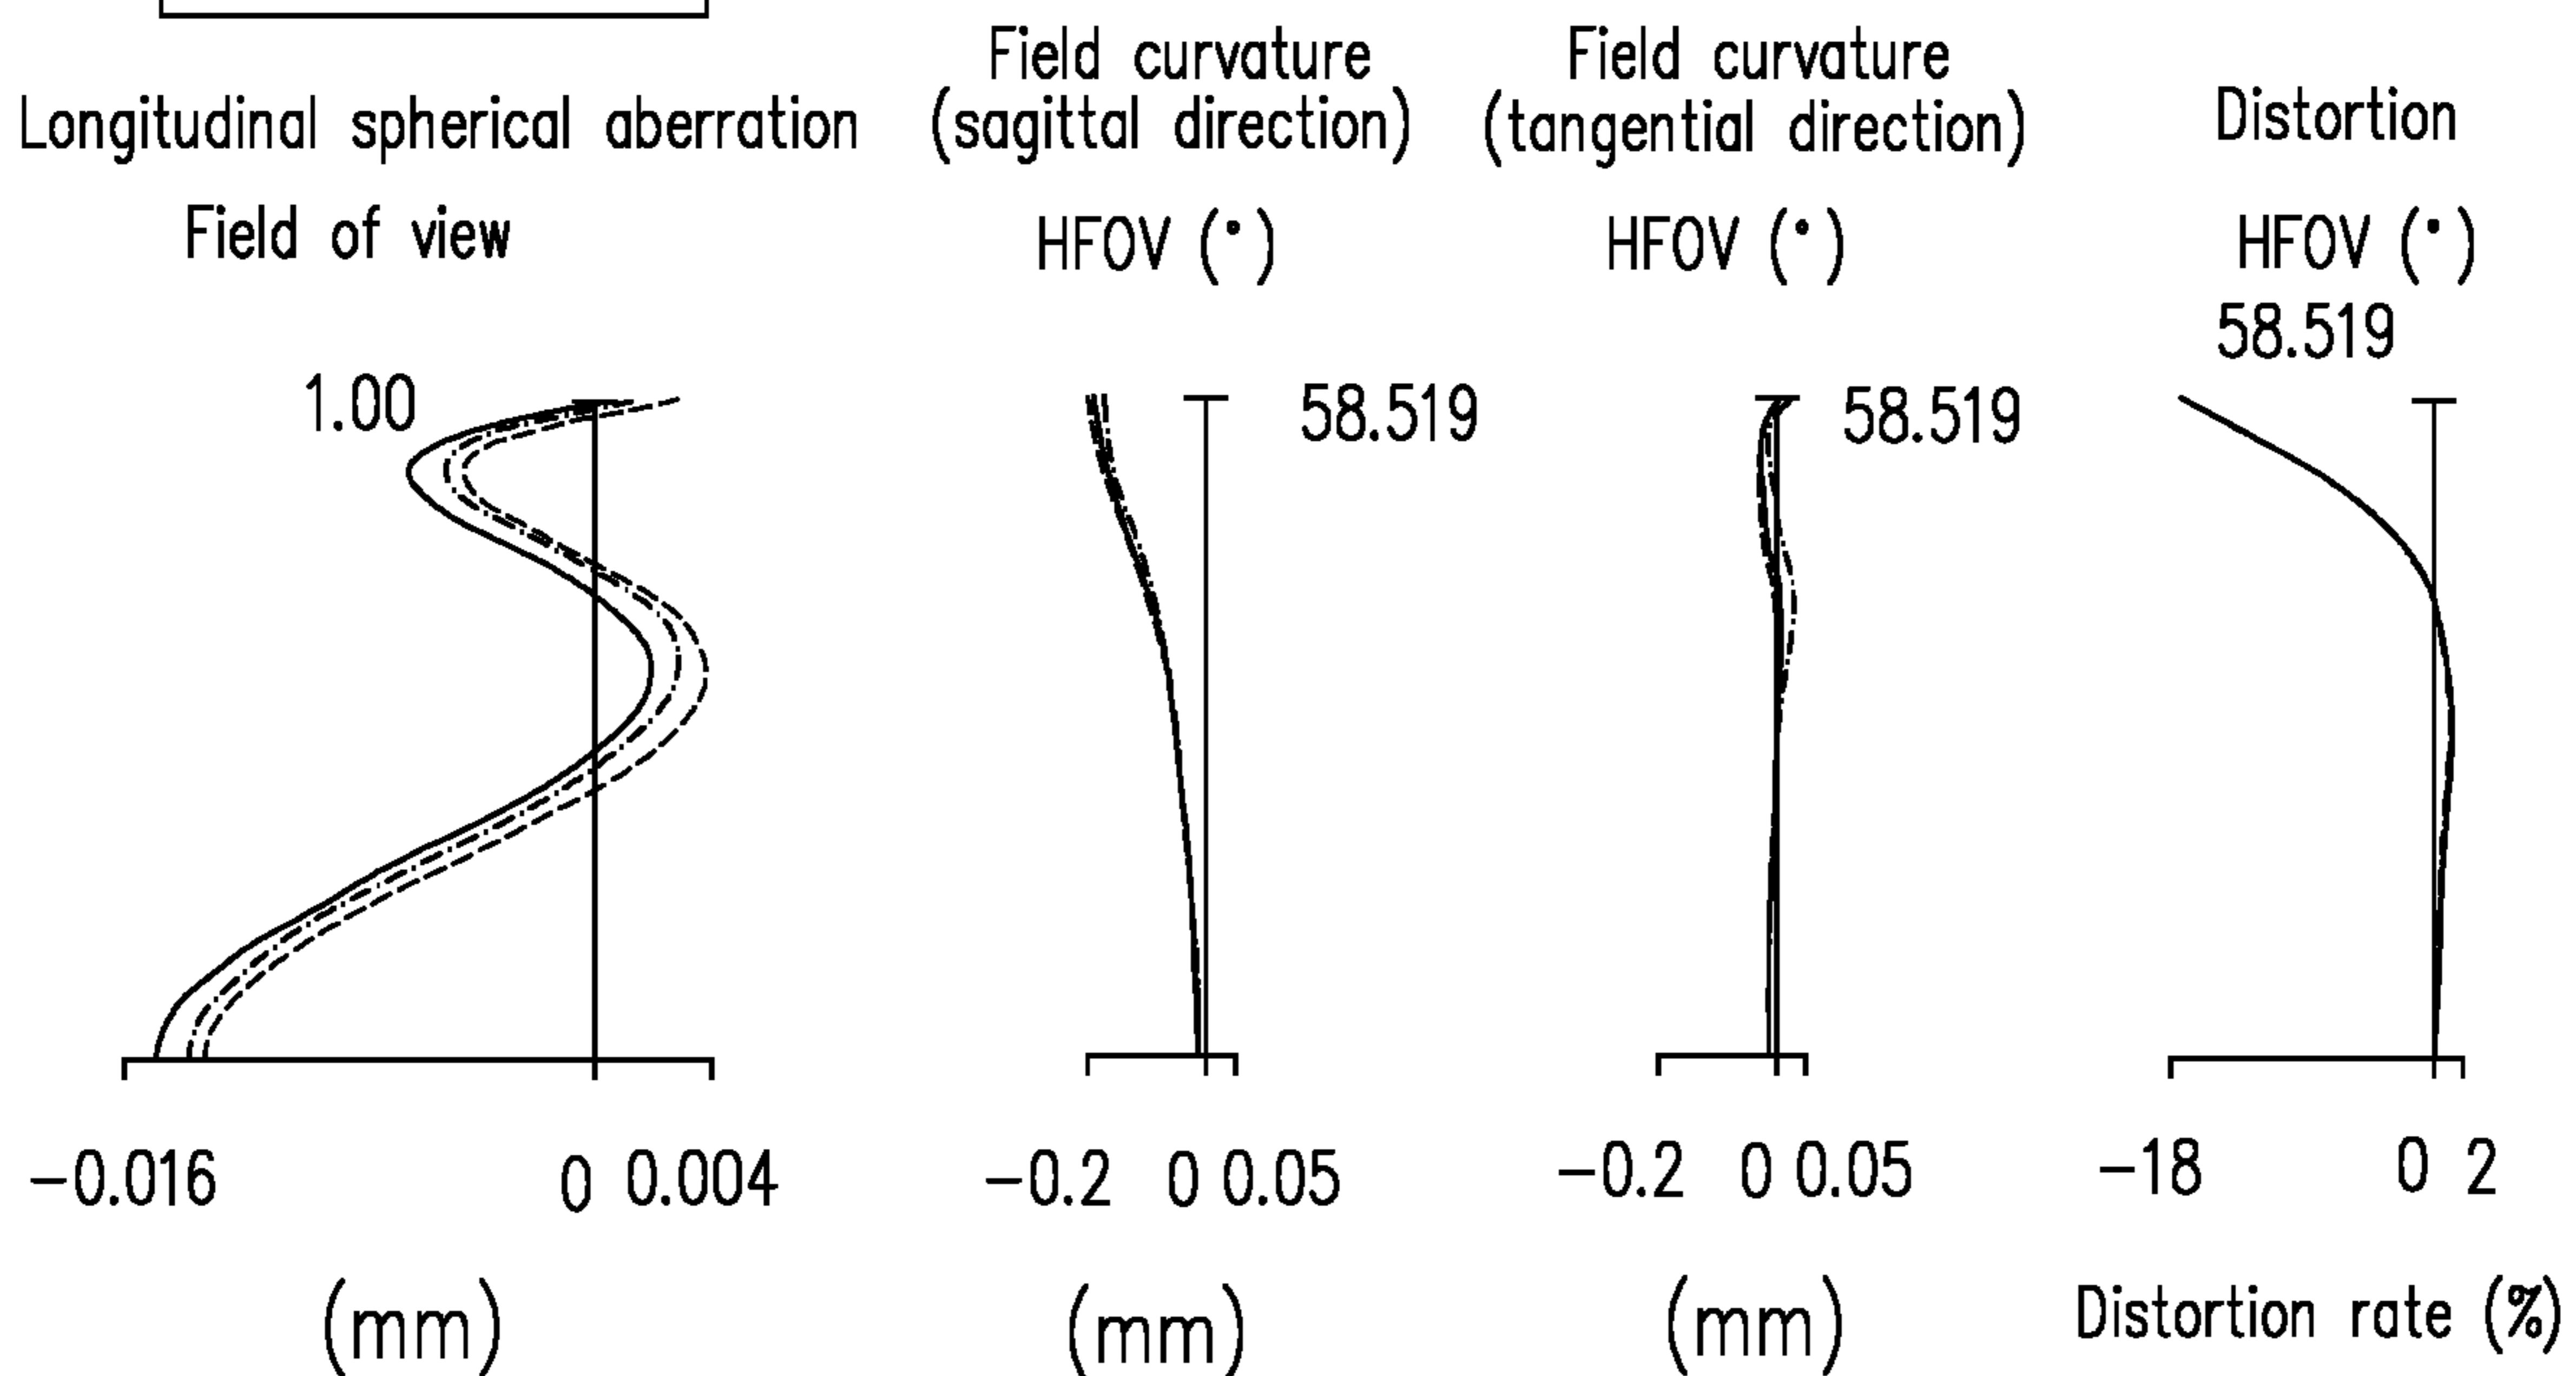 Longitudinal spherical aberration
Field of view
1.00
-0.016 0 0.004
(mm)
Field curvature
(sagittal direction)
HFOV (°)
58.519
-0.2 0 0.05
(mm)
Field curvature
(tangential direction)
HFOV (°)
58.519
-0.2 0 0.05
(mm)
Distortion
HFOV (°)
58.519
-18 0 2
Distortion rate (%)